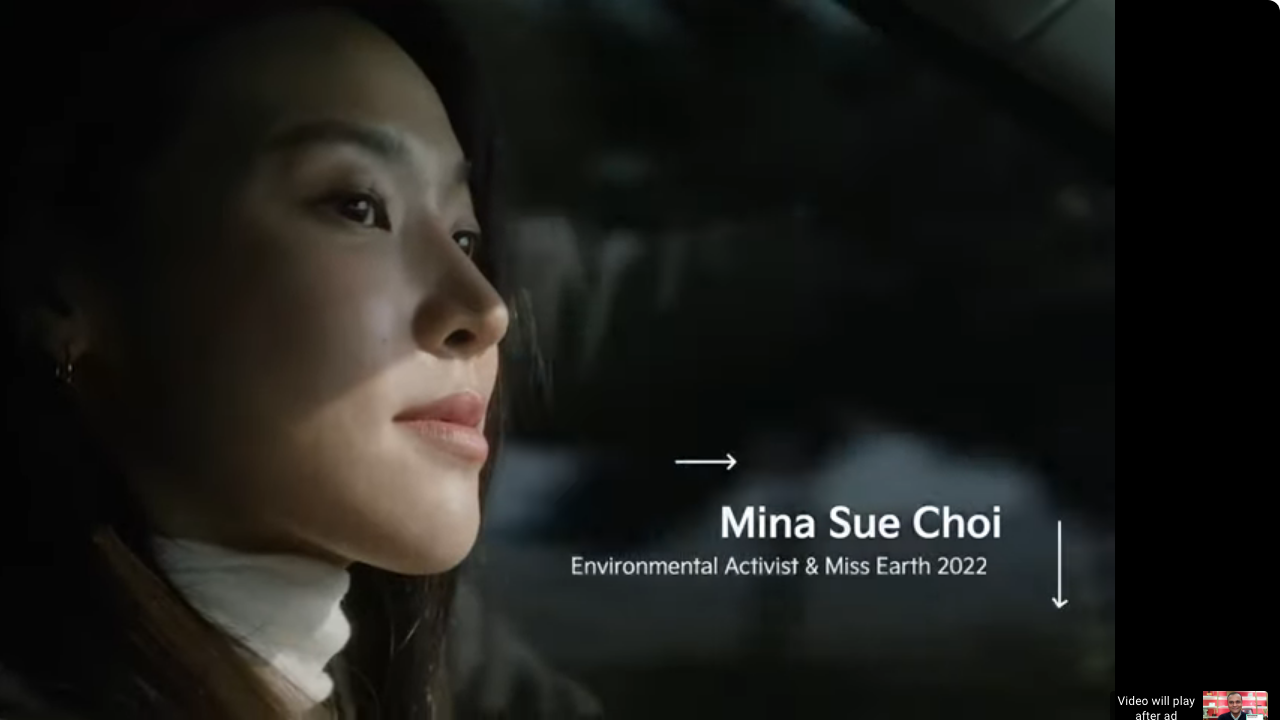 Mina Sue Choi
Environmental Activist & Miss Earth 2022
Video will play
after ad